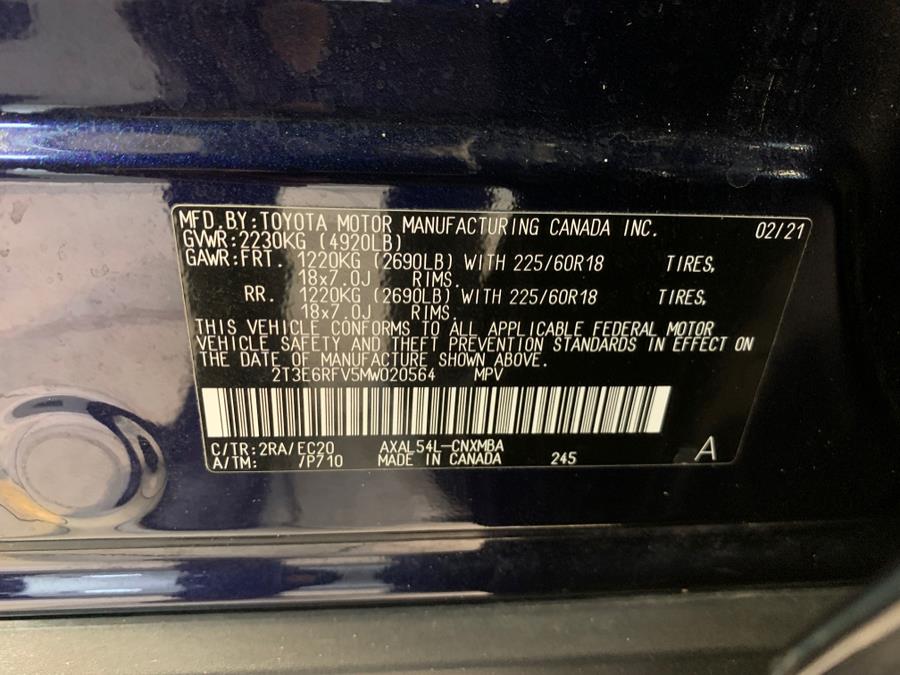 MFD.BY:TOYOTA MOTOR MANUFACTURING CANADA INC. 02/21
GVWR:2230KG (4920LB)
GAWR:FRT. 1220KG (2690LB) WITH 225/60R18 TIRES,
18x7.0J RIMS.
RR. 1220KG (2690LB) WITH 225/60R18 TIRES,
18x7.0J RIMS.
THIS VEHICLE CONFORMS TO ALL APPLICABLE FEDERAL MOTOR
VEHICLE SAFETY AND THEFT PREVENTION STANDARDS IN EFFECT ON
THE DATE OF MANUFACTURE SHOWN ABOVE.
2T3E6RFV5MW020564 MPV
C/TR:2RA/EC20 AXAL54L-CNXMBA
A/TM: /P710 MADE IN CANADA 245 A